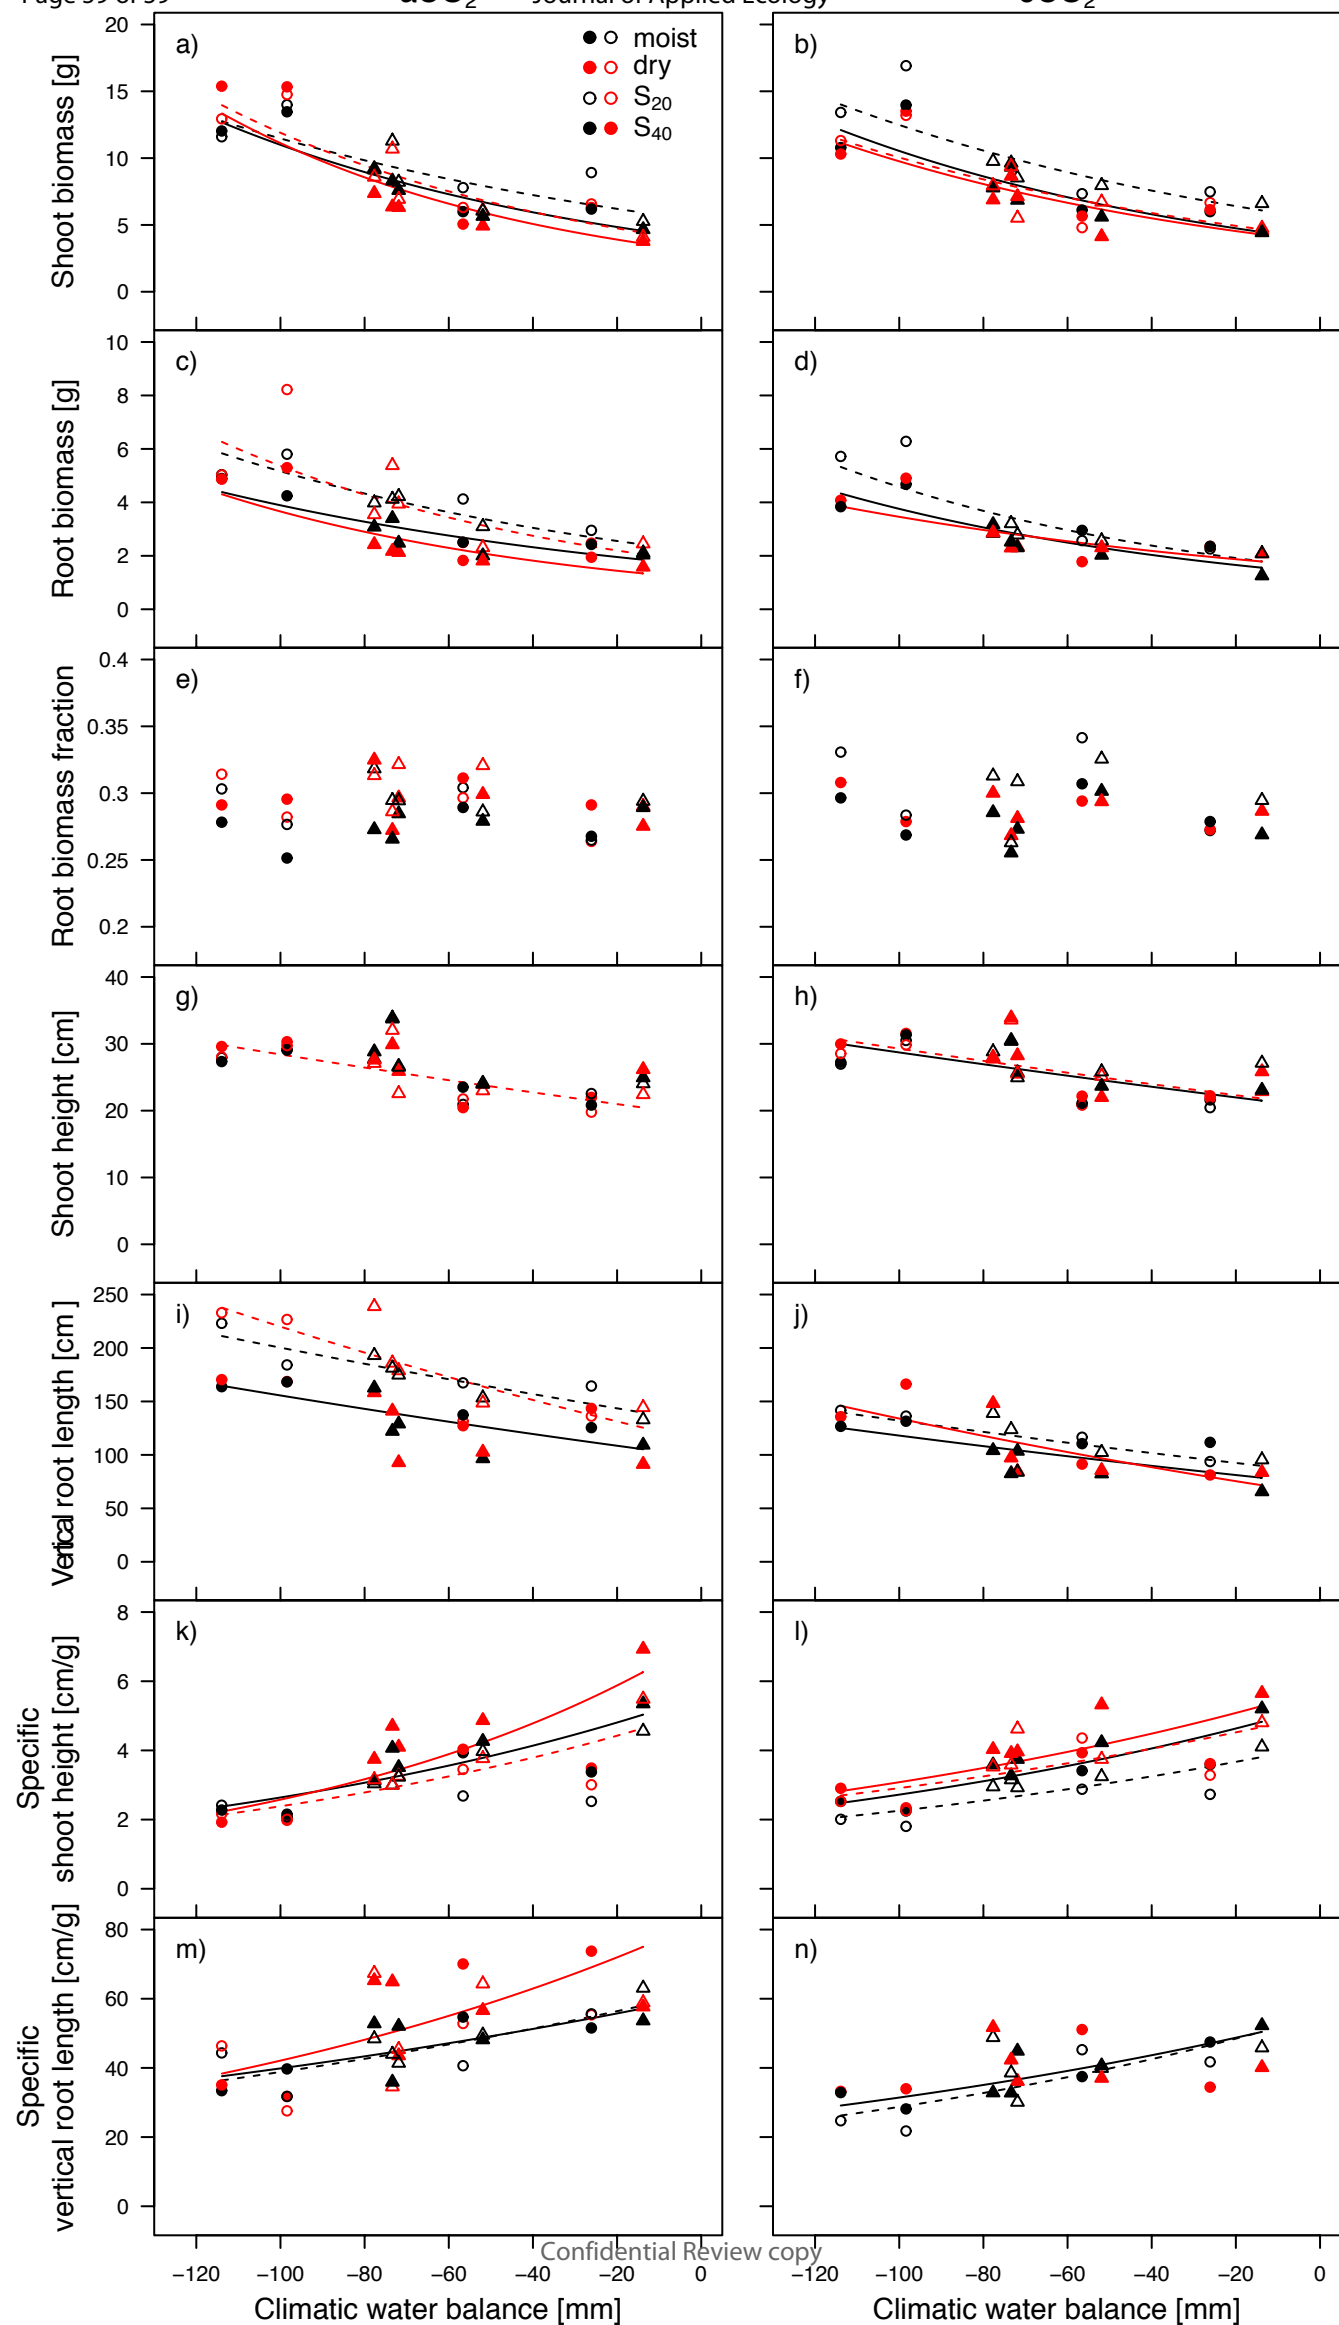 Page 39 of 39
Journal of Applied Ecology
a) moist
dry
S20
S40
b)
Shoot biomass [g]
20
15
10
5
0
c)
d)
Root biomass [g]
10
8
6
4
2
0
e)
f)
Root biomass fraction
0.4
0.35
0.3
0.25
0.2
g)
h)
Shoot height [cm]
40
30
20
10
0
i)
j)
Vertical root length [cm]
250
200
150
100
50
0
k)
l)
Specific
shoot height [cm/g]
8
6
4
2
0
m)
n)
Specific
vertical root length [cm/g]
80
60
40
20
0
Confidential Review copy
−120 −100 −80 −60 −40 −20 0
−120 −100 −80 −60 −40 −20 0
Climatic water balance [mm]
Climatic water balance [mm]